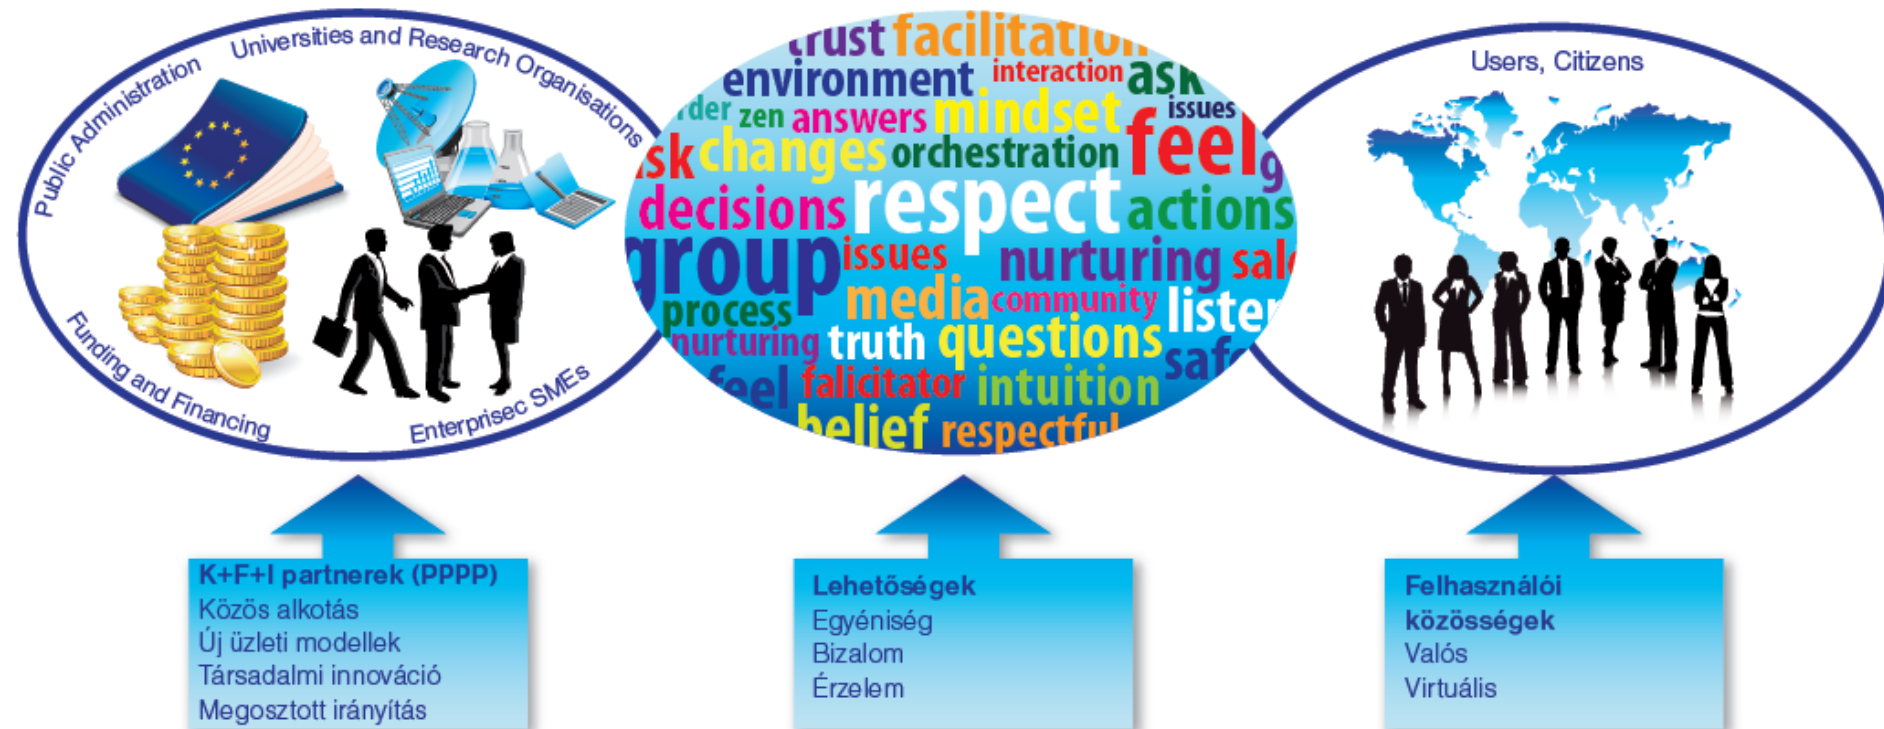 Universities and Research Organisations
Public Administration
Funding and Financing
Enterprisec SMEs
trust facilitation
environment interaction ask
zen answers mindset issues
changes orchestration feel
decisions respect actions
group issues nurturing
process media community listen
nurturing truth questions
feel falicitator intuition
belief respectful
Users, Citizens
K+F+I partnerek (PPPP)
Közös alkotás
Új üzleti modellek
Társadalmi innováció
Megosztott irányítás
Lehetőségek
Egyéniség
Bizalom
Érzelem
Felhasználói
közösségek
Valós
Virtuális